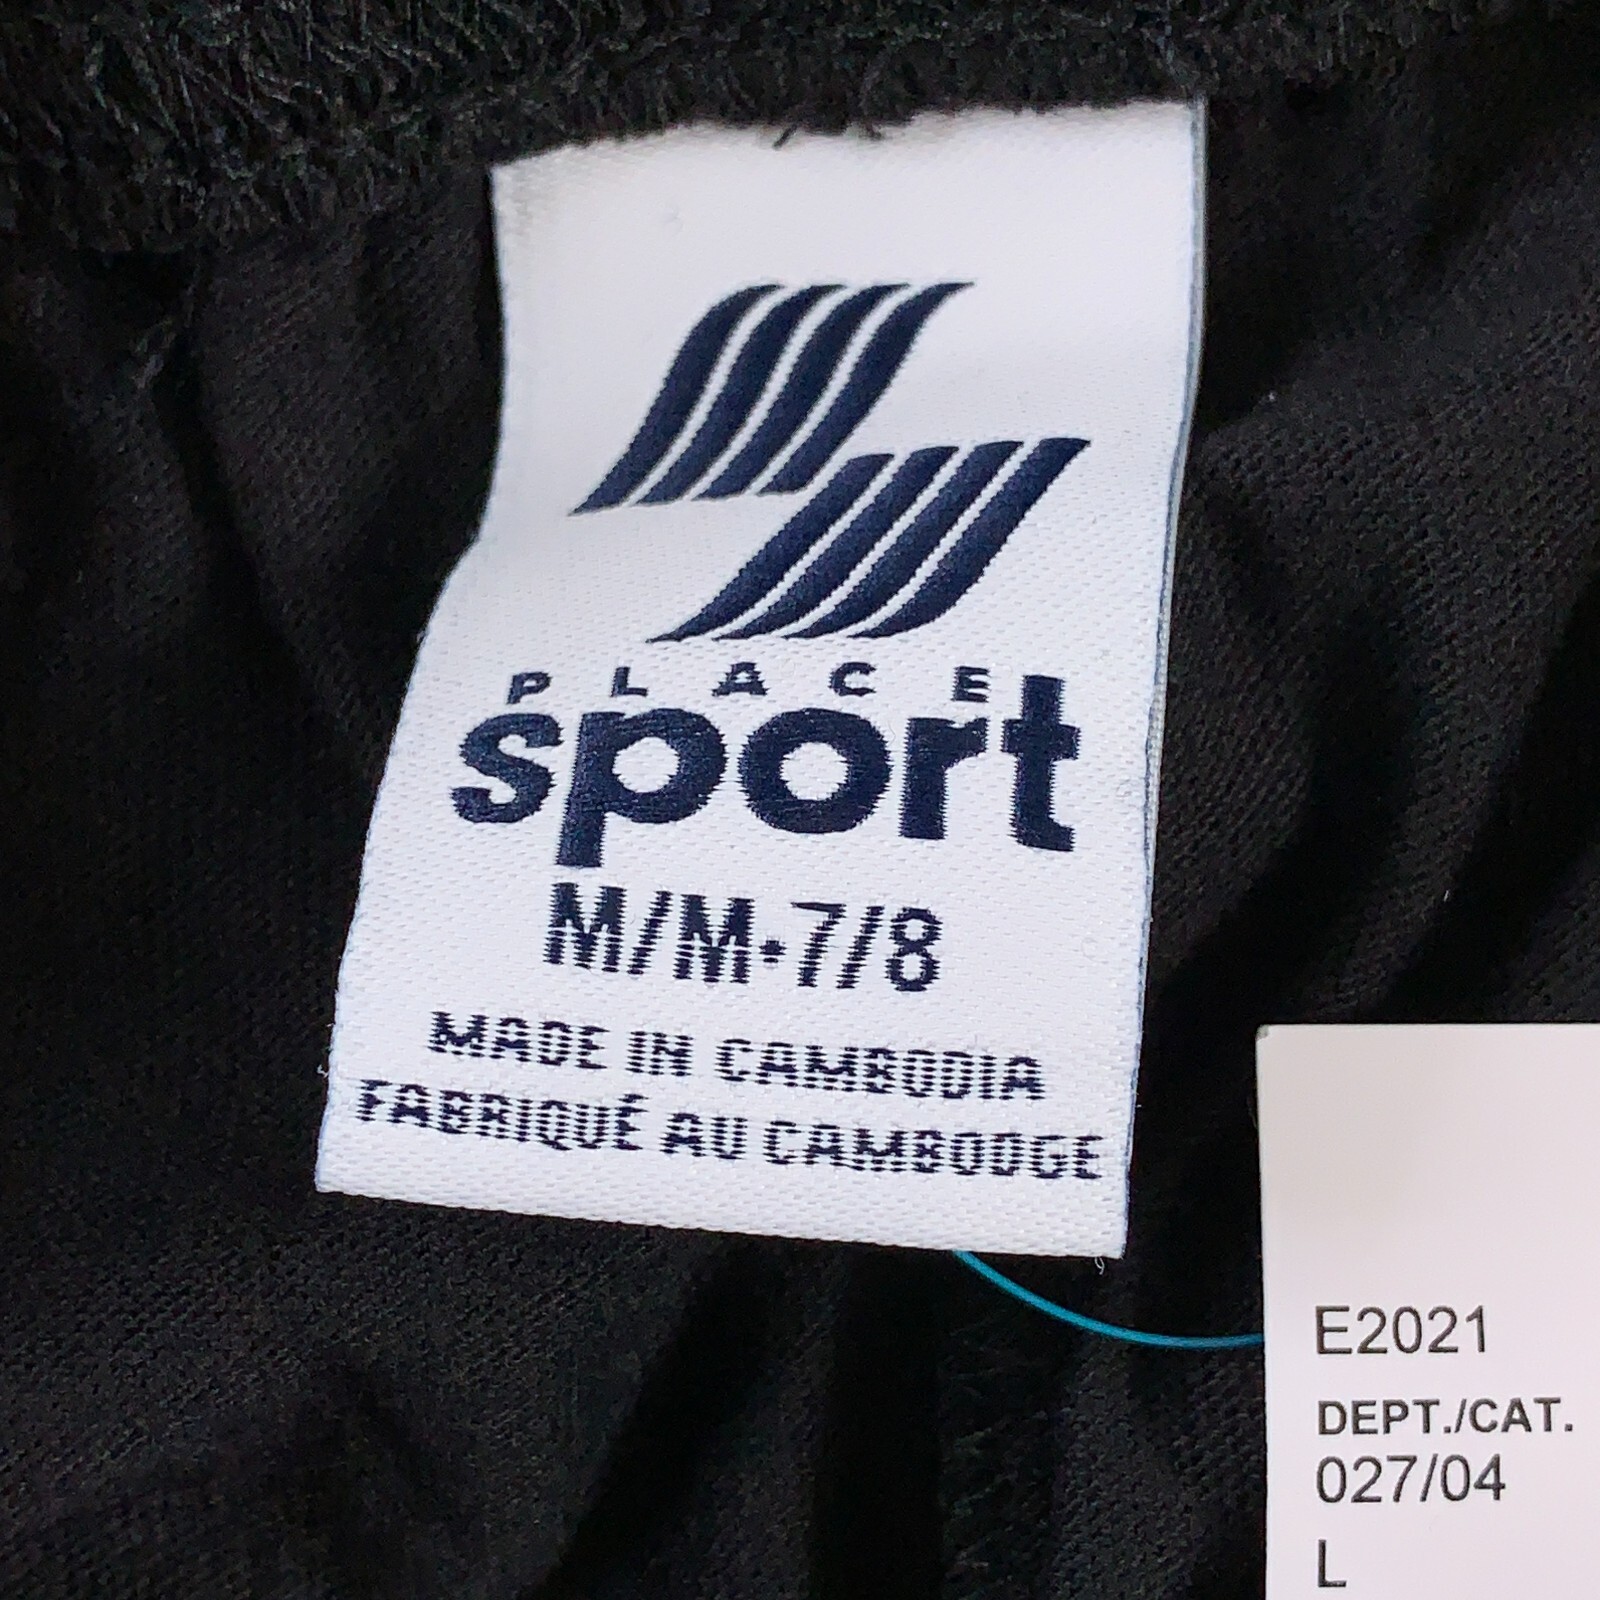 PLACE
sport
M/M·7/8
MADE IN CAMBODIA
FABRIQUÉ AU CAMBODGE
E2021
DEPT./CAT.
027/04
L